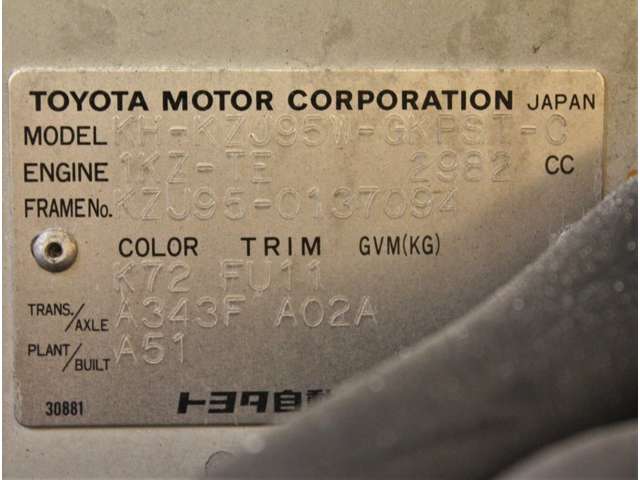 TOYOTA MOTOR CORPORATION JAPAN
MODEL KH-KZJ95W-GKPST-C
ENGINE 1KZ-TE 2982 CC
FRAME No. KZJ95-0137094
COLOR TRIM GVM(KG)
K72 FU11
TRANS./AXLE A343F A02A
PLANT/BUILT A51
30881 トヨタ自動